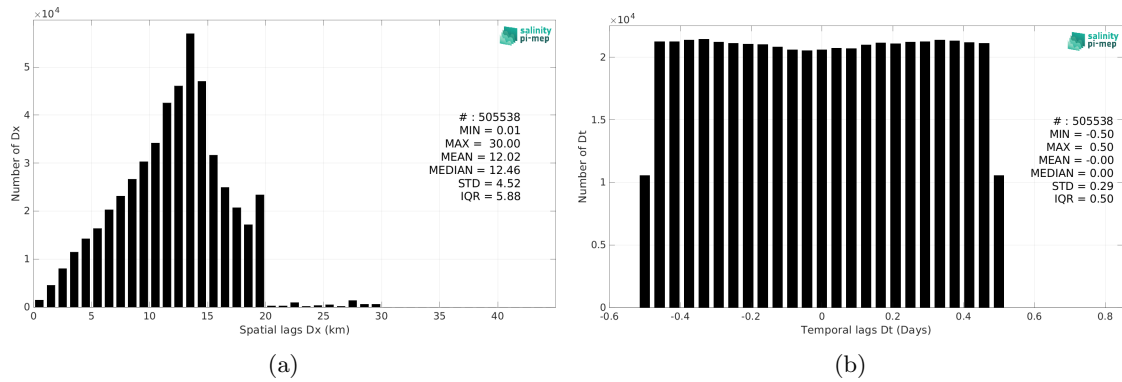 ×10⁴
salinity
pi-mep
5
4
3
2
1
0
Number of Dx
# : 505538
MIN = 0.01
MAX = 30.00
MEAN = 12.02
MEDIAN = 12.46
STD = 4.52
IQR = 5.88
0 5 10 15 20 25 30 35 40
Spatial lags Dx (km)
(a)
×10⁴
salinity
pi-mep
2
1.5
1
0.5
0
Number of Dt
# : 505538
MIN = -0.50
MAX = 0.50
MEAN = -0.00
MEDIAN = 0.00
STD = 0.29
IQR = 0.50
-0.6 -0.4 -0.2 0 0.2 0.4 0.6 0.8
Temporal lags Dt (Days)
(b)